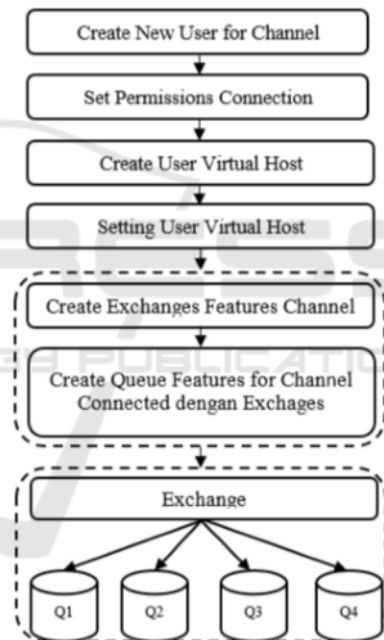 Create New User for Channel
Set Permissions Connection
Create User Virtual Host
Setting User Virtual Host
Create Exchanges Features Channel
Create Queue Features for Channel
Connected dengan Exchages
Exchange
Q1 Q2 Q3 Q4